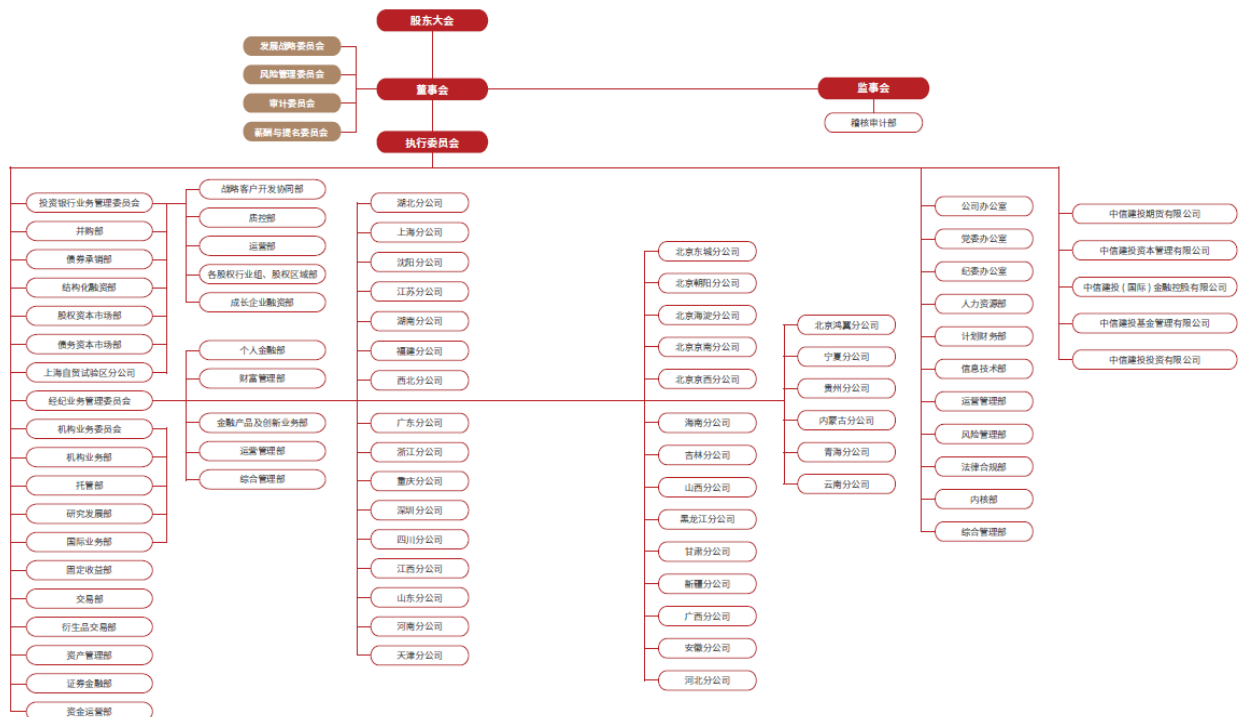 股东大会
发展战略委员会
风险管理委员会
审计委员会
薪酬与提名委员会
董事会
监事会
稽核审计部
执行委员会
投资银行业务管理委员会
并购部
债券承销部
结构化融资部
股权资本市场部
债务资本市场部
上海自贸试验区分公司
经纪业务管理委员会
机构业务委员会
机构业务部
托管部
研究发展部
国际业务部
固定收益部
交易部
衍生品交易部
资产管理部
证券金融部
资金运营部
战略客户开发协同部
质控部
运营部
各股权行业组、股权区域部
成长企业融资部
个人金融部
财富管理部
金融产品及创新业务部
运营管理部
综合管理部
湖北分公司
上海分公司
沈阳分公司
江苏分公司
湖南分公司
福建分公司
西北分公司
广东分公司
浙江分公司
重庆分公司
深圳分公司
四川分公司
江西分公司
山东分公司
河南分公司
天津分公司
北京东城分公司
北京朝阳分公司
北京海淀分公司
北京京南分公司
北京京西分公司
海南分公司
吉林分公司
山西分公司
黑龙江分公司
甘肃分公司
新疆分公司
广西分公司
安徽分公司
河北分公司
北京鸿翼分公司
宁夏分公司
贵州分公司
内蒙古分公司
青海分公司
云南分公司
公司办公室
党委办公室
纪委办公室
人力资源部
计划财务部
信息技术部
运营管理部
风险管理部
法律合规部
内核部
综合管理部
中信建投期货有限公司
中信建投资本管理有限公司
中信建投（国际）金融控股有限公司
中信建投基金管理有限公司
中信建投投资有限公司